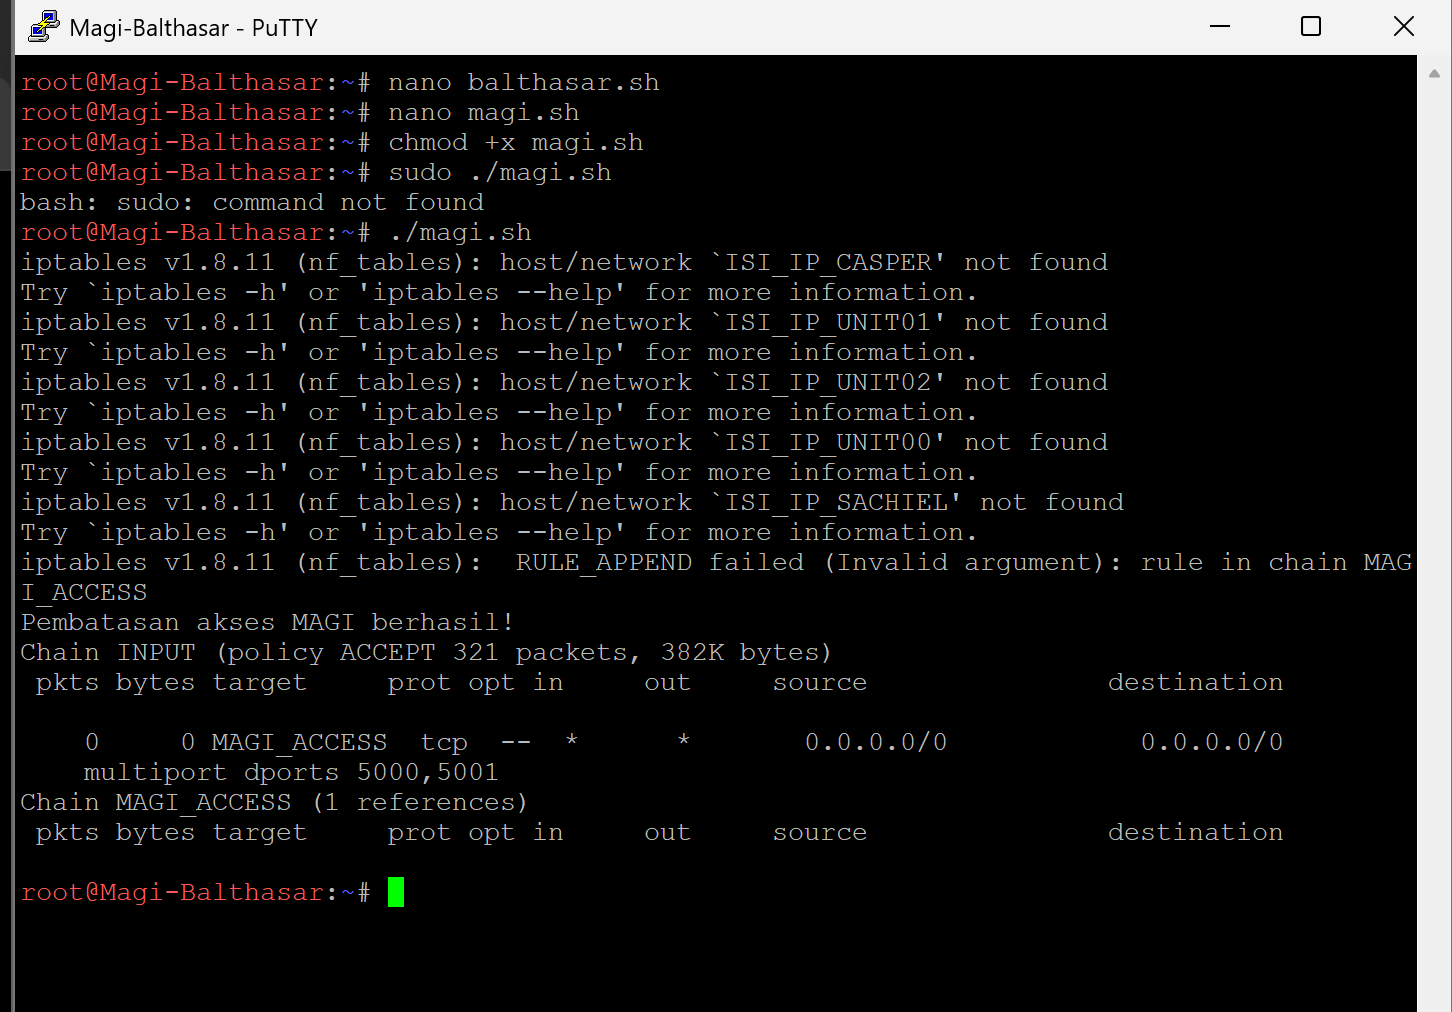 Magi-Balthasar - PuTTY
root@Magi-Balthasar:~# nano balthasar.sh
root@Magi-Balthasar:~# nano magi.sh
root@Magi-Balthasar:~# chmod +x magi.sh
root@Magi-Balthasar:~# sudo ./magi.sh
bash: sudo: command not found
root@Magi-Balthasar:~# ./magi.sh
iptables v1.8.11 (nf_tables): host/network `ISI_IP_CASPER' not found
Try `iptables -h' or 'iptables --help' for more information.
iptables v1.8.11 (nf_tables): host/network `ISI_IP_UNIT01' not found
Try `iptables -h' or 'iptables --help' for more information.
iptables v1.8.11 (nf_tables): host/network `ISI_IP_UNIT02' not found
Try `iptables -h' or 'iptables --help' for more information.
iptables v1.8.11 (nf_tables): host/network `ISI_IP_UNIT00' not found
Try `iptables -h' or 'iptables --help' for more information.
iptables v1.8.11 (nf_tables): host/network `ISI_IP_SACHIEL' not found
Try `iptables -h' or 'iptables --help' for more information.
iptables v1.8.11 (nf_tables):  RULE_APPEND failed (Invalid argument): rule in chain MAG
I_ACCESS
Pembatasan akses MAGI berhasil!
Chain INPUT (policy ACCEPT 321 packets, 382K bytes)
 pkts bytes target     prot opt in     out     source               destination
    0     0 MAGI_ACCESS  tcp  --  *      *       0.0.0.0/0            0.0.0.0/0
    multiport dports 5000,5001
Chain MAGI_ACCESS (1 references)
 pkts bytes target     prot opt in     out     source               destination
root@Magi-Balthasar:~#